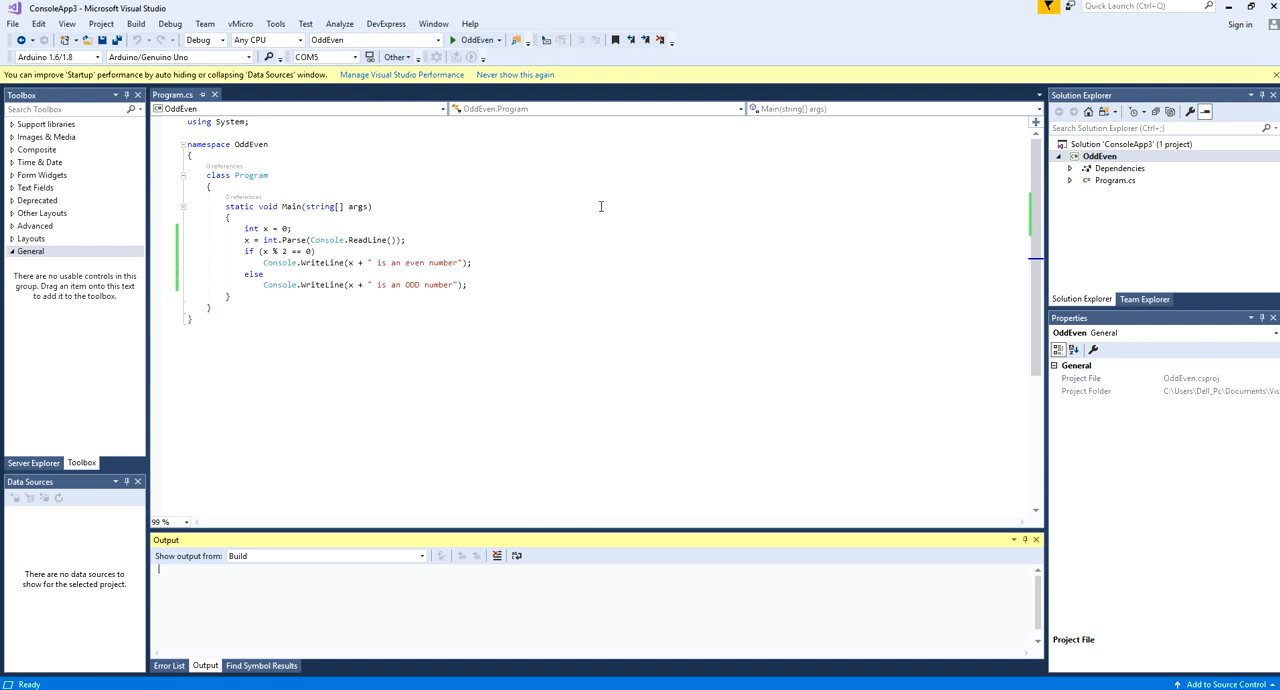 ConsoleApp3 - Microsoft Visual Studio
Quick Launch (Ctrl+Q)
File Edit View Project Build Debug Team vMicro Tools Test Analyze DevExpress Window Help
Sign in
Debug Any CPU OddEven OddEven
Arduino 1.6/1.8 Arduino/Genuino Uno COM5 Other
You can improve 'Startup' performance by auto hiding or collapsing 'Data Sources' window. Manage Visual Studio Performance Never show this again
Toolbox
Search Toolbox
Support libraries
Images & Media
Composite
Time & Date
Form Widgets
Text Fields
Deprecated
Other Layouts
Advanced
Layouts
General
There are no usable controls in this
group. Drag an item onto this text
to add it to the toolbox.
Server Explorer Toolbox
Data Sources
There are no data sources to
show for the selected project.
Program.cs
OddEven OddEven.Program Main(string[] args)
using System;
namespace OddEven
{
0 references
class Program
{
0 references
static void Main(string[] args)
{
int x = 0;
x = int.Parse(Console.ReadLine());
if (x % 2 == 0)
Console.WriteLine(x + " is an even number");
else
Console.WriteLine(x + " is an ODD number");
}
}
}
99 %
Output
Show output from: Build
Error List Output Find Symbol Results
Solution Explorer
Search Solution Explorer (Ctrl+;)
Solution 'ConsoleApp3' (1 project)
OddEven
Dependencies
Program.cs
Solution Explorer Team Explorer
Properties
OddEven General
General
Project File OddEven.csproj
Project Folder C:\Users\Dell_Pc\Documents\Vis
Project File
Ready
Add to Source Control